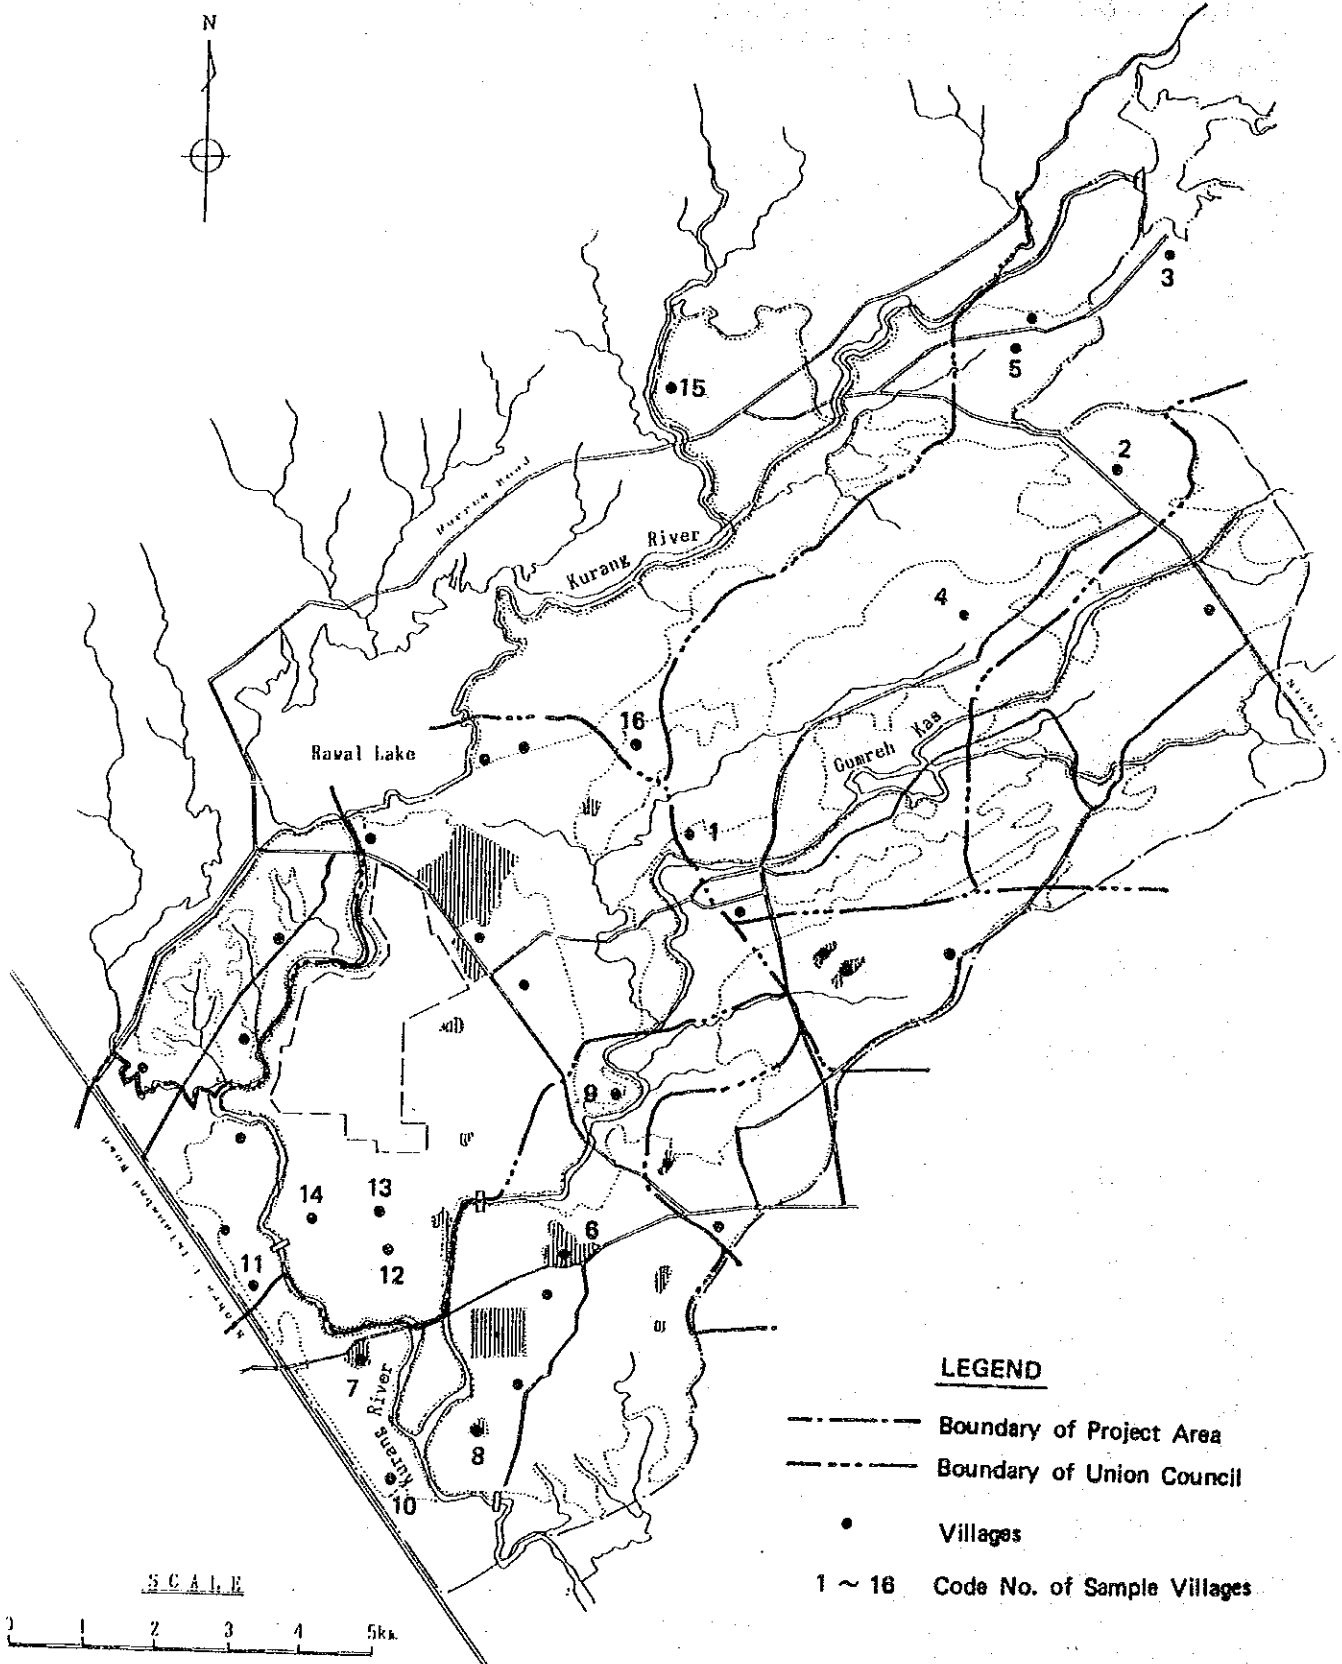 N
3
5
15
2
Kurang River
4
16
Rawal Lake
Gumreh Kas
1
9
14
13
6
11
12
7
Kurang River
8
10
LEGEND
Boundary of Project Area
Boundary of Union Council
Villages
1 ~ 16 Code No. of Sample Villages
SCALE
1 2 3 4 5km